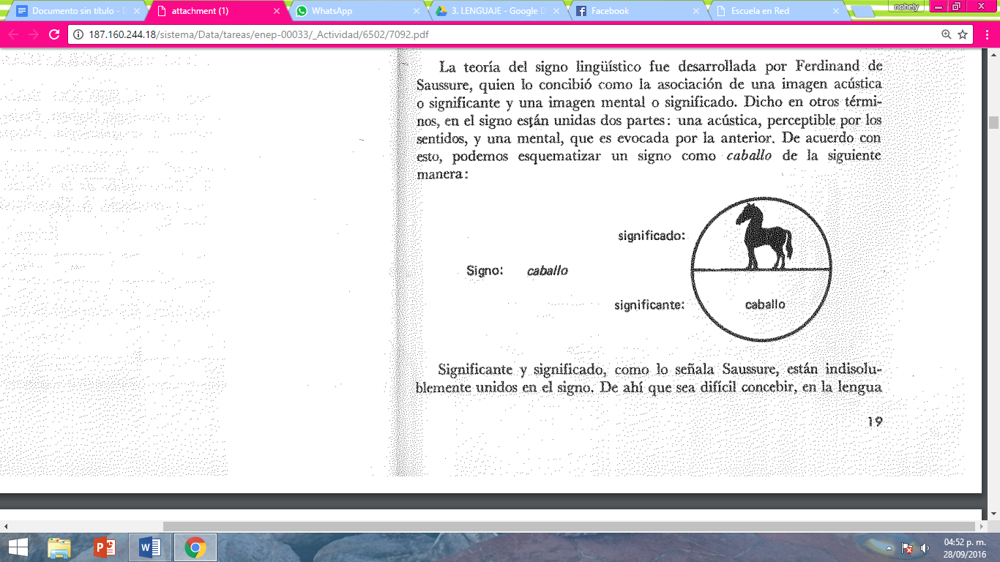 Documento sin título - D
attachment (1)
WhatsApp
3. LENGUAJE - Google D
Facebook
Escuela en Red
nohely
187.160.244.18/sistema/Data/tareas/enep-00033/_Actividad/6502/7092.pdf
La teoría del signo lingüístico fue desarrollada por Ferdinand de
Saussure, quien lo concibió como la asociación de una imagen acústica
o significante y una imagen mental o significado. Dicho en otros térmi-
nos, en el signo están unidas dos partes: una acústica, perceptible por los
sentidos, y una mental, que es evocada por la anterior. De acuerdo con
esto, podemos esquematizar un signo como caballo de la siguiente
manera:
significado:
Signo: caballo
significante: caballo
Significante y significado, como lo señala Saussure, están indisolu-
blemente unidos en el signo. De ahí que sea difícil concebir, en la lengua
19
04:52 p. m.
28/09/2016